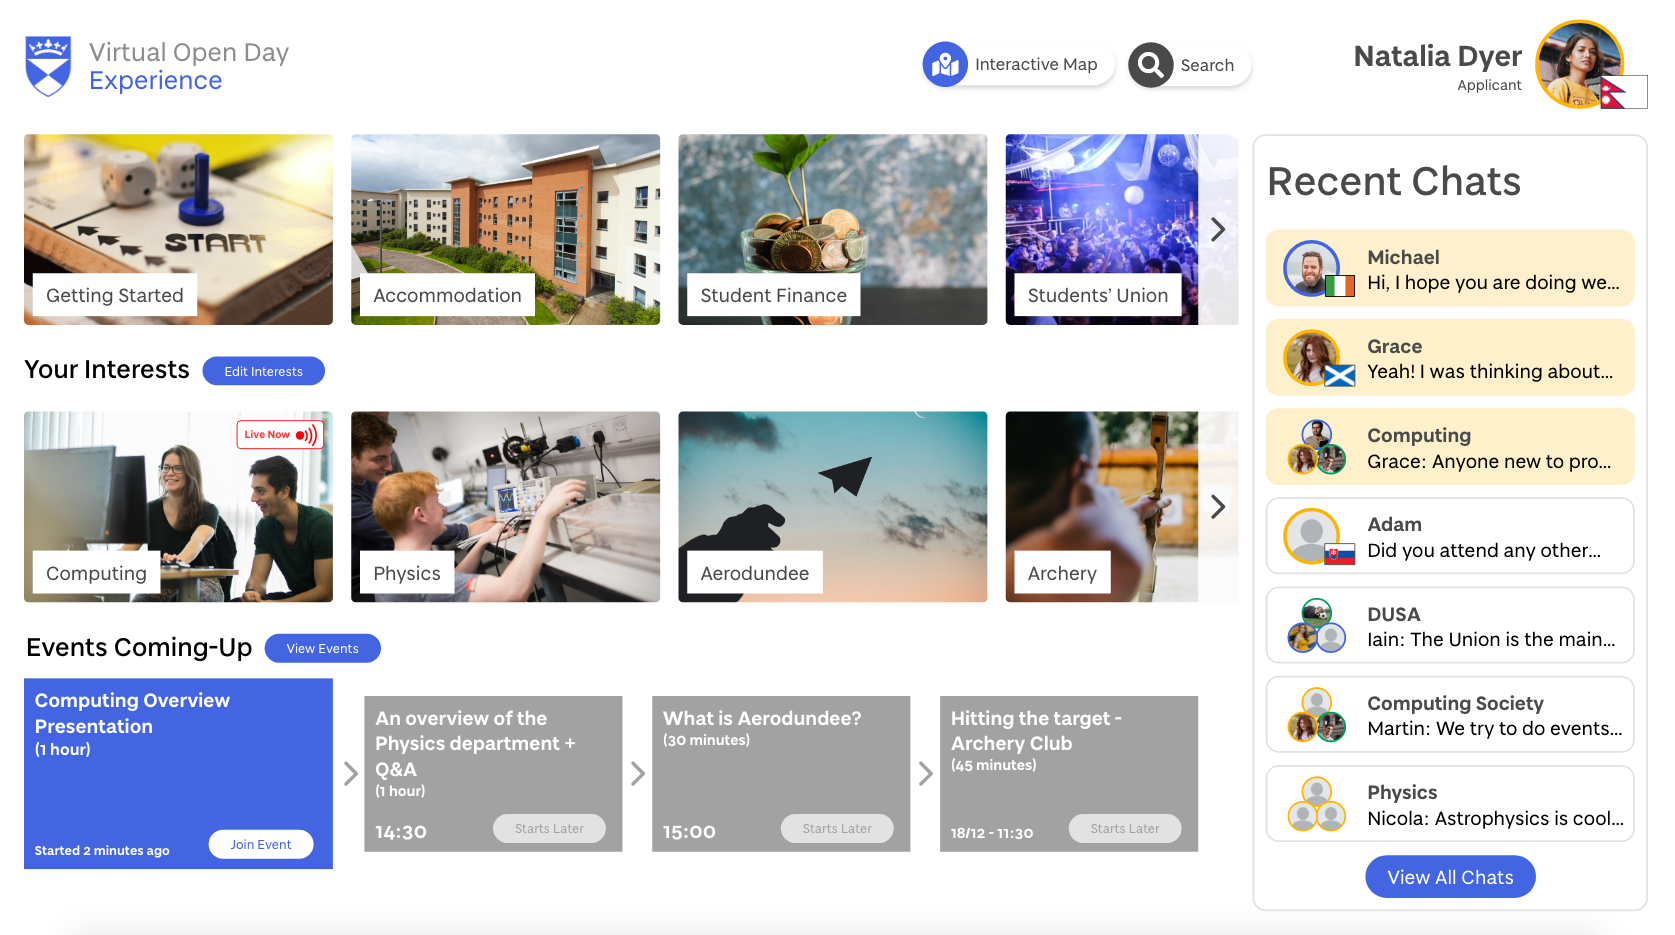 Virtual Open Day
Experience
Interactive Map
Search
Natalia Dyer
Applicant
START
Getting Started
Accommodation
Student Finance
Students’ Union
Your Interests
Edit Interests
Live Now
Computing
Physics
Aerodundee
Archery
Events Coming-Up
View Events
Computing Overview
Presentation
(1 hour)
Started 2 minutes ago
Join Event
An overview of the
Physics department +
Q&A
(1 hour)
14:30
Starts Later
What is Aerodundee?
(30 minutes)
15:00
Starts Later
Hitting the target -
Archery Club
(45 minutes)
18/12 - 11:30
Starts Later
Recent Chats
Michael
Hi, I hope you are doing we...
Grace
Yeah! I was thinking about...
Computing
Grace: Anyone new to pro...
Adam
Did you attend any other...
DUSA
Iain: The Union is the main...
Computing Society
Martin: We try to do events...
Physics
Nicola: Astrophysics is cool...
View All Chats